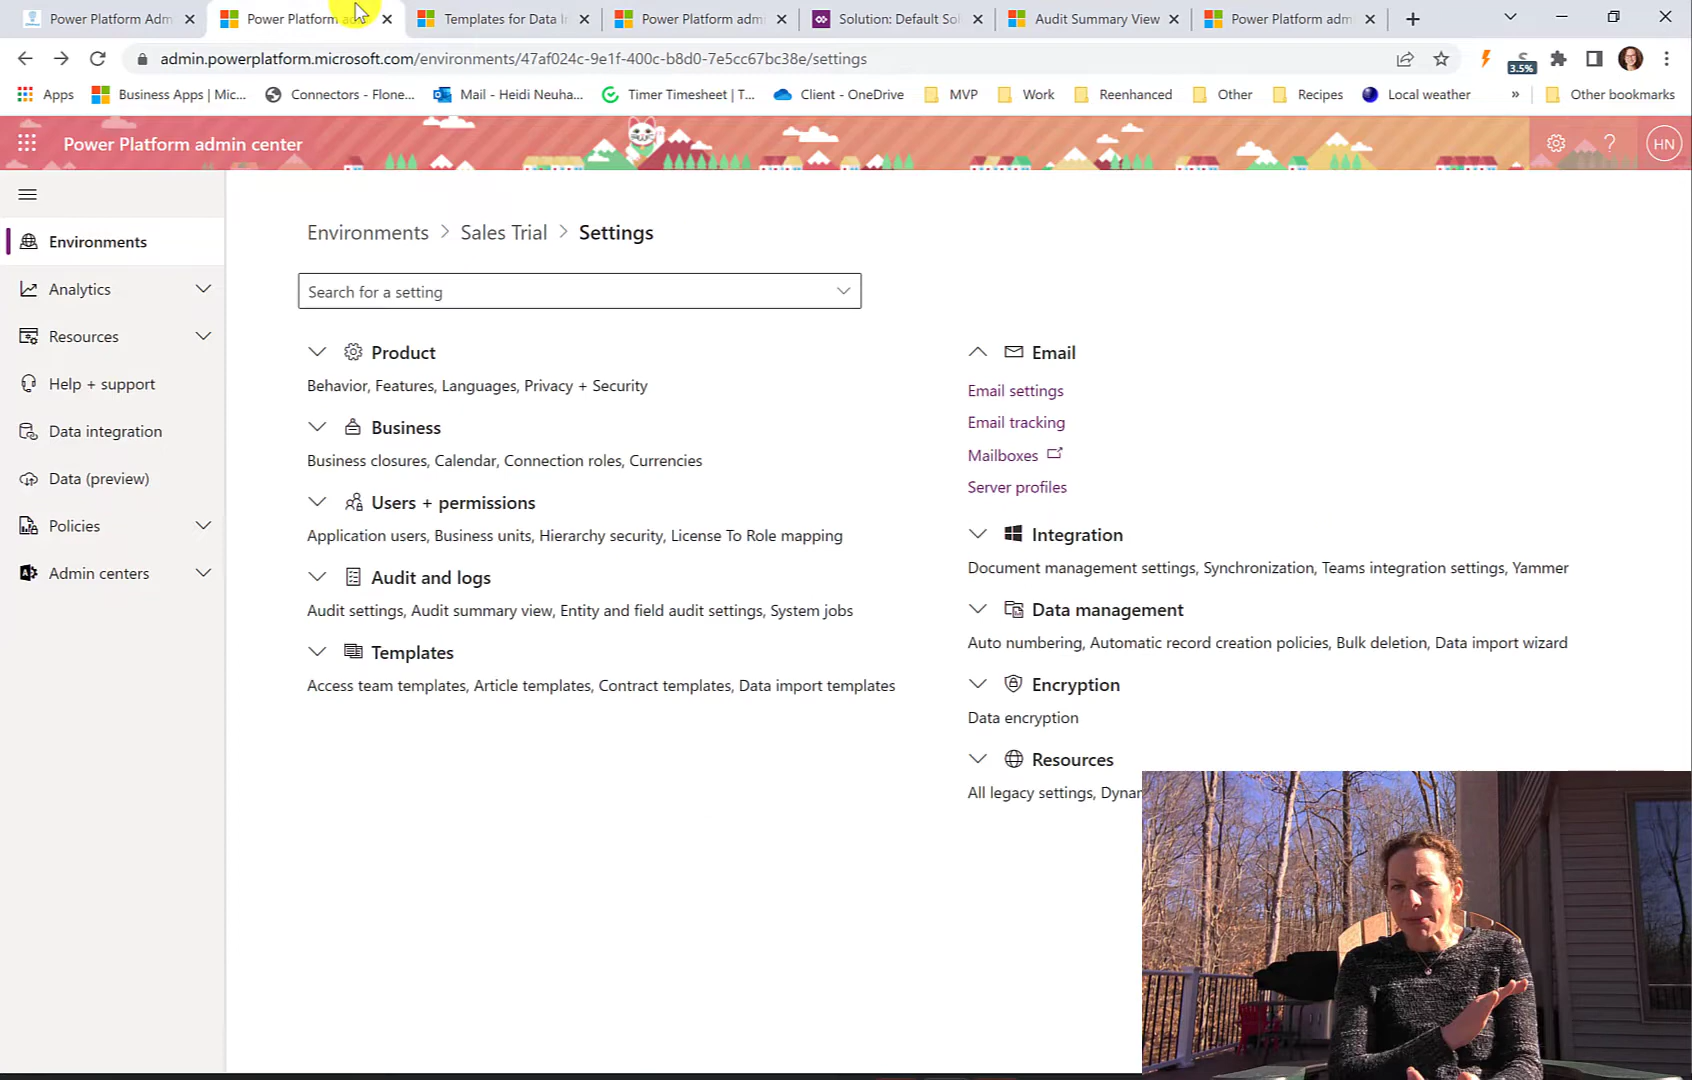 Power Platform Adm
Power Platform ad
Templates for Data I
Power Platform adm
Solution: Default Sol
Audit Summary View
Power Platform adm
admin.powerplatform.microsoft.com/environments/47af024c-9e1f-400c-b8d0-7e5cc67bc38e/settings
3.5%
Apps
Business Apps | Mic...
Connectors - Flone...
Mail - Heidi Neuha...
Timer Timesheet | T...
Client - OneDrive
MVP
Work
Reenhanced
Other
Recipes
Local weather
»
Other bookmarks
Power Platform admin center
?
HN
Environments
Analytics
Resources
Help + support
Data integration
Data (preview)
Policies
Admin centers
Environments > Sales Trial > Settings
Search for a setting
Product
Behavior, Features, Languages, Privacy + Security
Business
Business closures, Calendar, Connection roles, Currencies
Users + permissions
Application users, Business units, Hierarchy security, License To Role mapping
Audit and logs
Audit settings, Audit summary view, Entity and field audit settings, System jobs
Templates
Access team templates, Article templates, Contract templates, Data import templates
Email
Email settings
Email tracking
Mailboxes
Server profiles
Integration
Document management settings, Synchronization, Teams integration settings, Yammer
Data management
Auto numbering, Automatic record creation policies, Bulk deletion, Data import wizard
Encryption
Data encryption
Resources
All legacy settings, Dynar